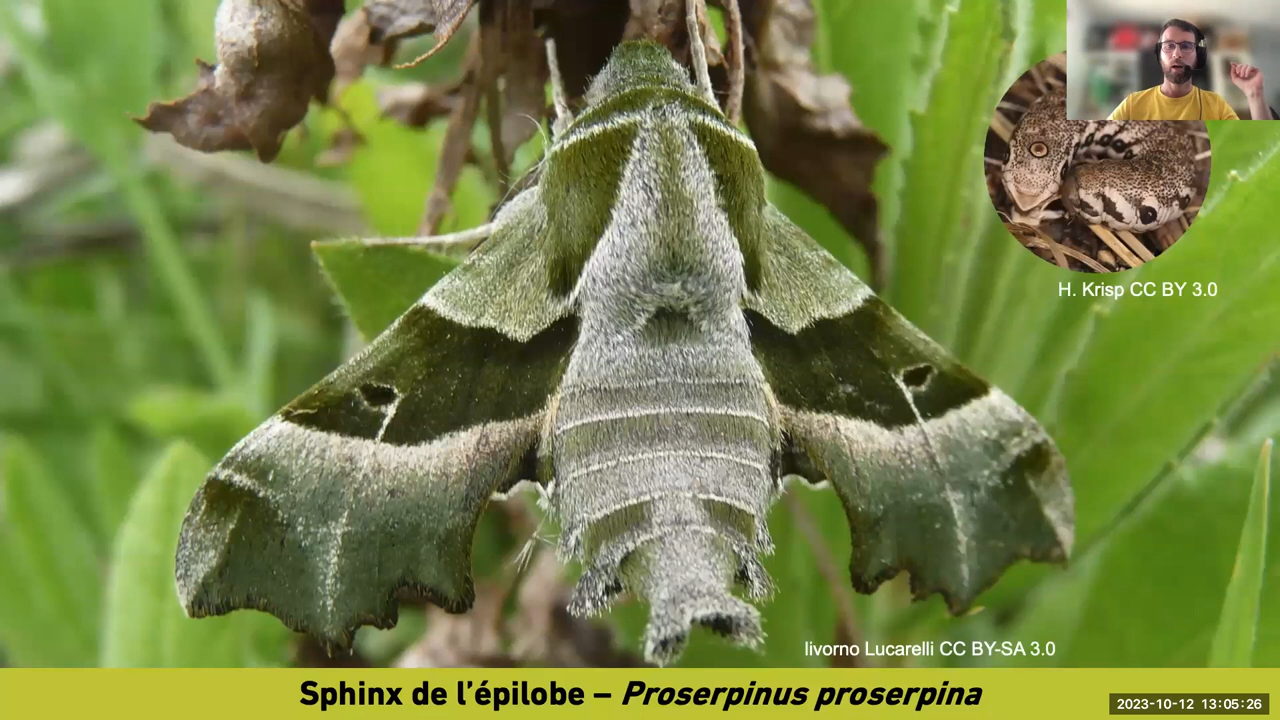 H. Krisp CC BY 3.0
livorno Lucarelli CC BY-SA 3.0
Sphinx de l'épilobe – Proserpinus proserpina
2023-10-12 13:05:26